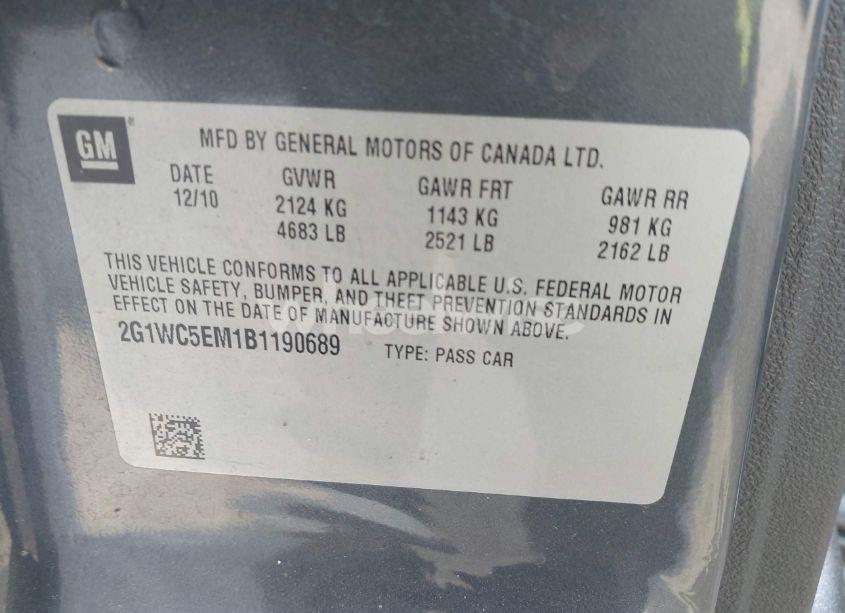 GM
MFD BY GENERAL MOTORS OF CANADA LTD.
DATE GVWR GAWR FRT GAWR RR
12/10 2124 KG 1143 KG 981 KG
4683 LB 2521 LB 2162 LB
THIS VEHICLE CONFORMS TO ALL APPLICABLE U.S. FEDERAL MOTOR
VEHICLE SAFETY, BUMPER, AND THEFT PREVENTION STANDARDS IN
EFFECT ON THE DATE OF MANUFACTURE SHOWN ABOVE.
2G1WC5EM1B1190689 TYPE: PASS CAR